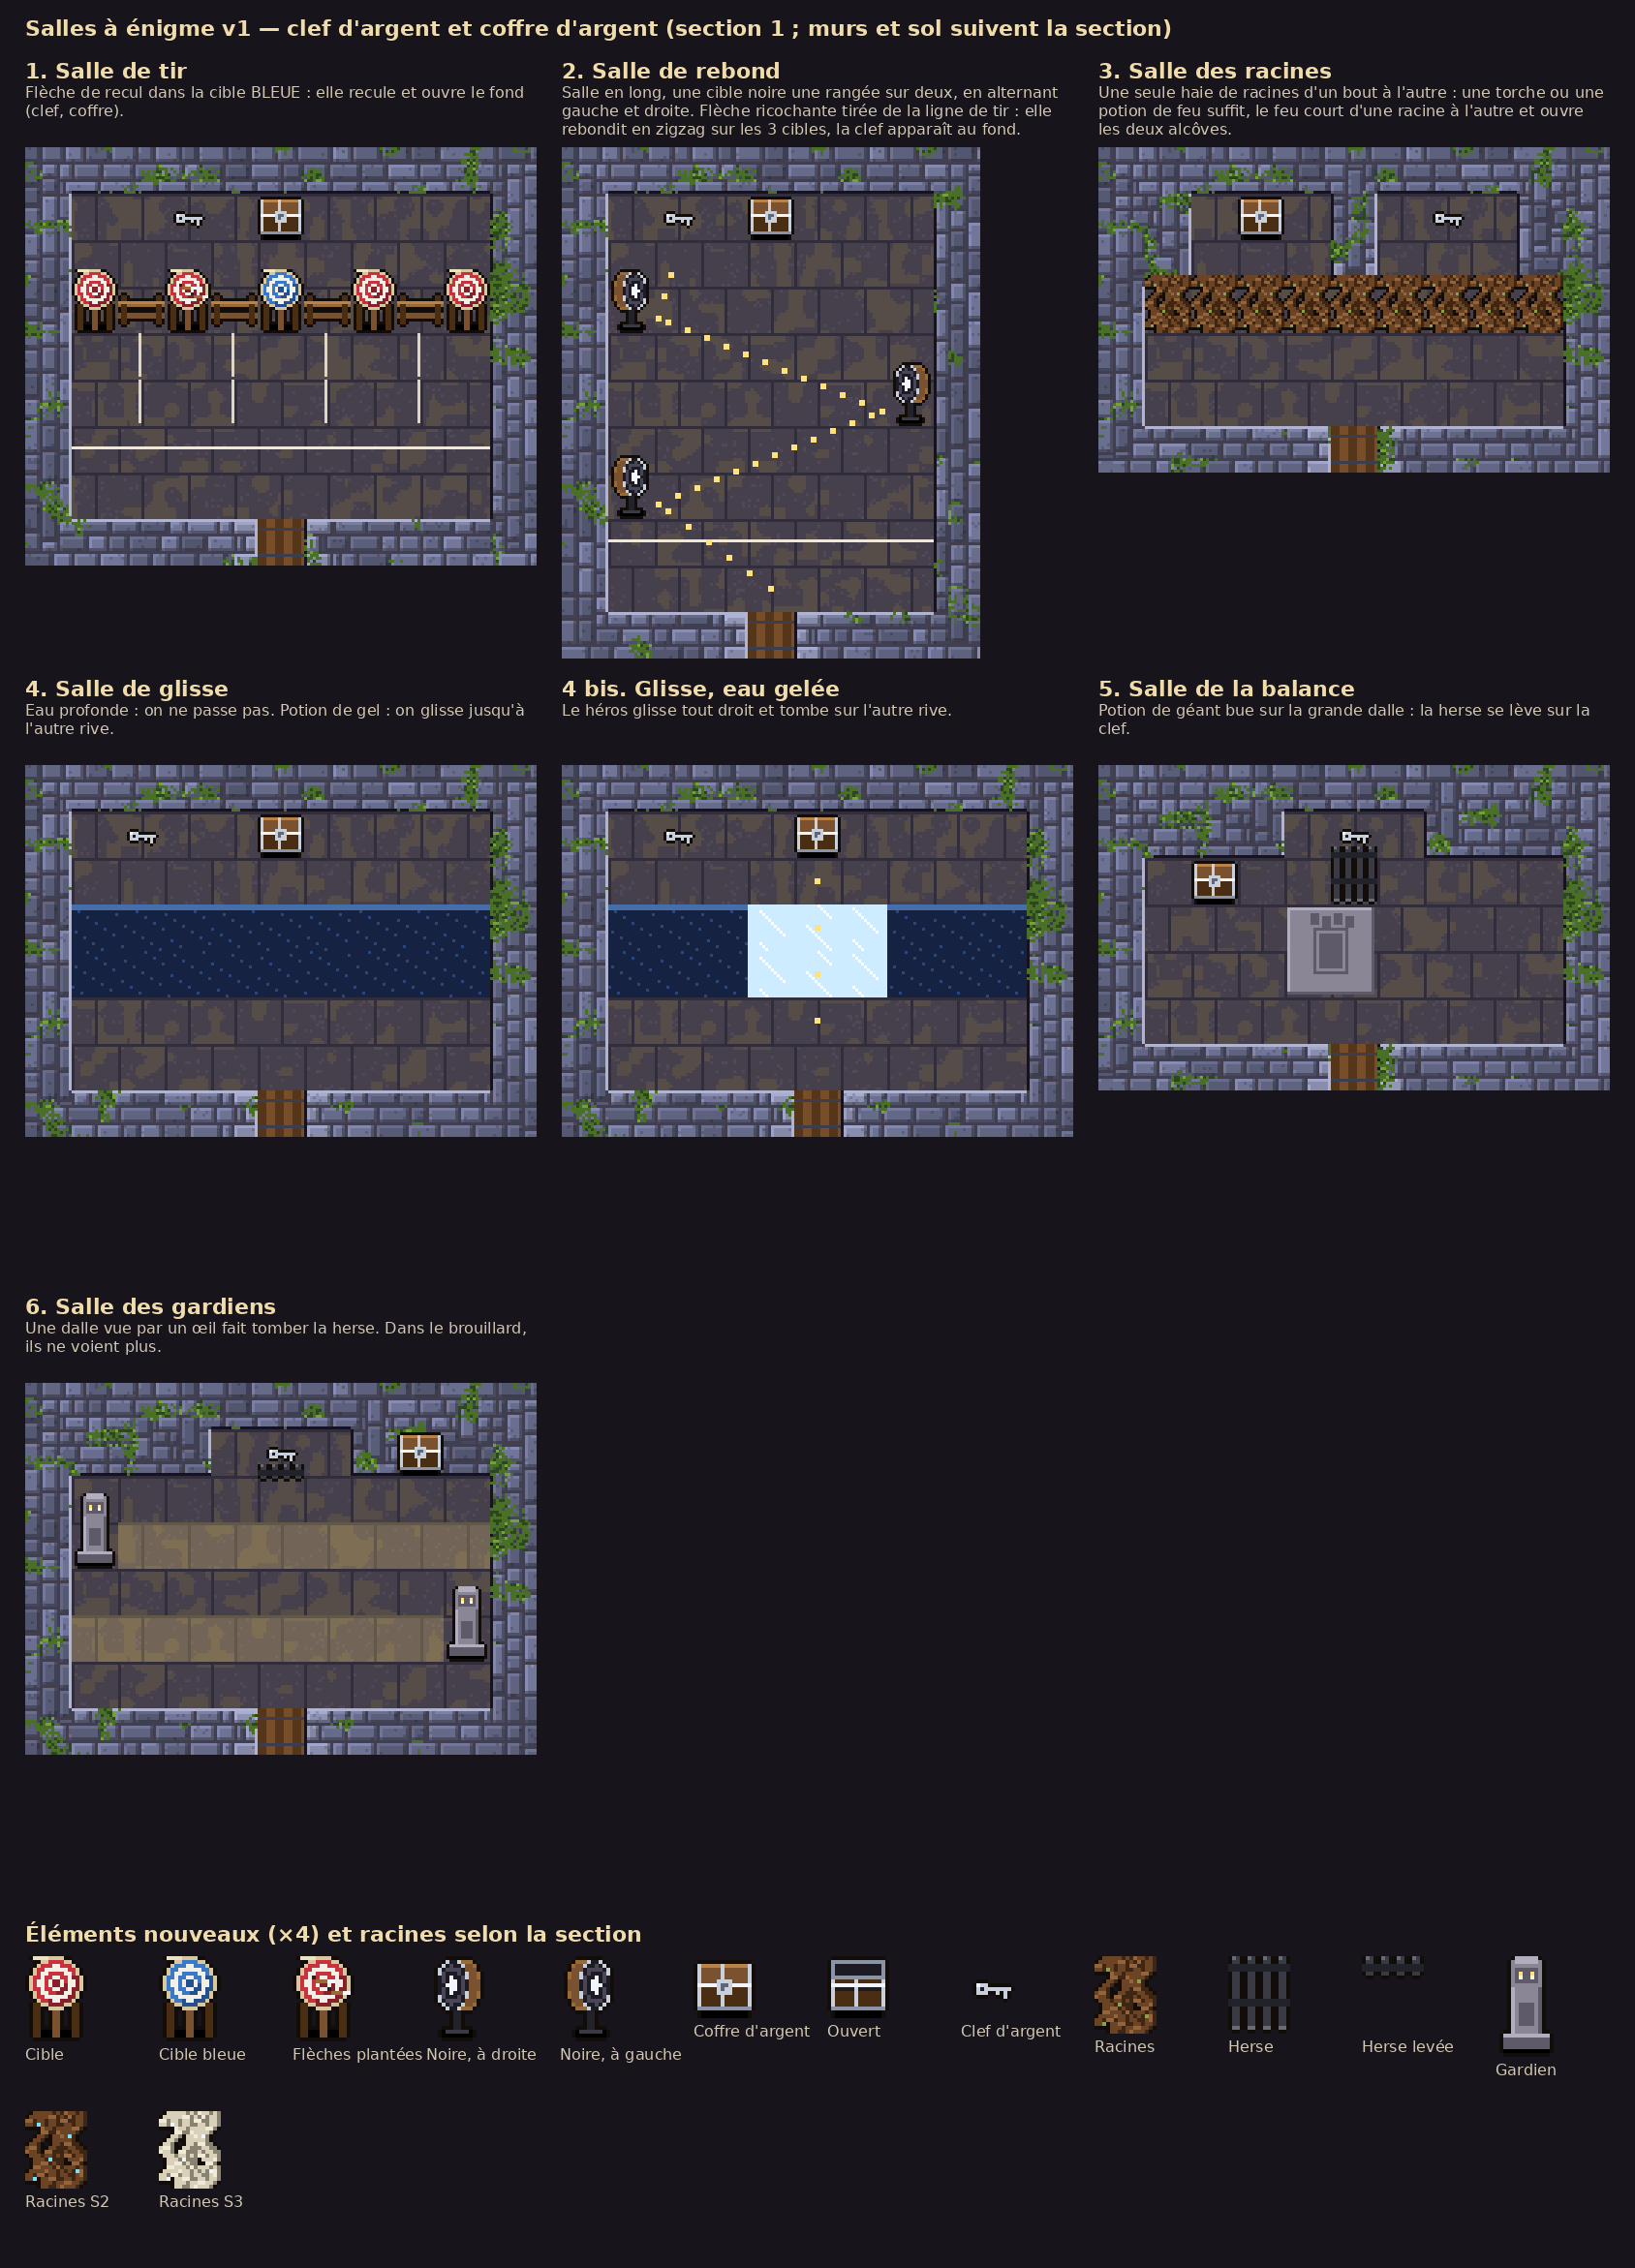 Salles à énigme v1 — clef d'argent et coffre d'argent (section 1 ; murs et sol suivent la section)
1. Salle de tir
Flèche de recul dans la cible BLEUE : elle recule et ouvre le fond
(clef, coffre).
2. Salle de rebond
Salle en long, une cible noire une rangée sur deux, en alternant
gauche et droite. Flèche ricochante tirée de la ligne de tir : elle
rebondit en zigzag sur les 3 cibles, la clef apparaît au fond.
3. Salle des racines
Une seule haie de racines d'un bout à l'autre : une torche ou une
potion de feu suffit, le feu court d'une racine à l'autre et ouvre
les deux alcôves.
4. Salle de glisse
Eau profonde : on ne passe pas. Potion de gel : on glisse jusqu'à
l'autre rive.
4 bis. Glisse, eau gelée
Le héros glisse tout droit et tombe sur l'autre rive.
5. Salle de la balance
Potion de géant bue sur la grande dalle : la herse se lève sur la
clef.
6. Salle des gardiens
Une dalle vue par un œil fait tomber la herse. Dans le brouillard,
ils ne voient plus.
Éléments nouveaux (×4) et racines selon la section
Cible
Cible bleue
Flèches plantées
Noire, à droite
Noire, à gauche
Coffre d'argent
Ouvert
Clef d'argent
Racines
Herse
Herse levée
Gardien
Racines S2
Racines S3